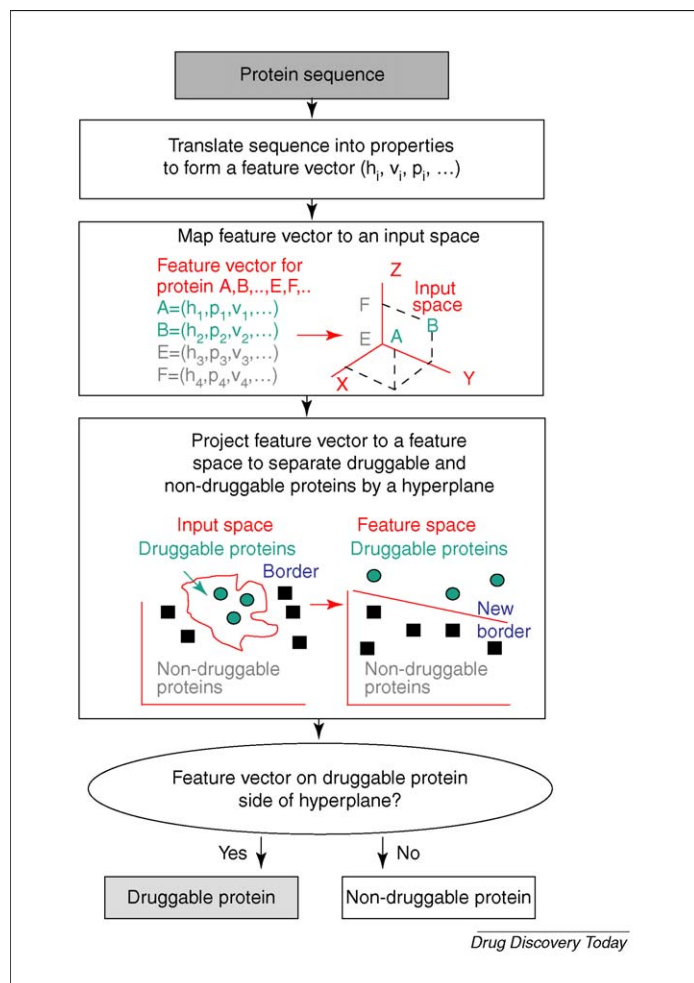 Protein sequence
Translate sequence into properties
to form a feature vector (hᵢ, vᵢ, pᵢ, ...)
Map feature vector to an input space
Feature vector for
protein A,B,..,E,F,..
A=(h₁,p₁,v₁,...)
B=(h₂,p₂,v₂,...)
E=(h₃,p₃,v₃,...)
F=(h₄,p₄,v₄,...)
Z
F
Input
space
B
E
A
X
Y
Project feature vector to a feature
space to separate druggable and
non-druggable proteins by a hyperplane
Input space
Druggable proteins
Border
Non-druggable
proteins
Feature space
Druggable proteins
New
border
Non-druggable
proteins
Feature vector on druggable protein
side of hyperplane?
Yes
No
Druggable protein
Non-druggable protein
Drug Discovery Today